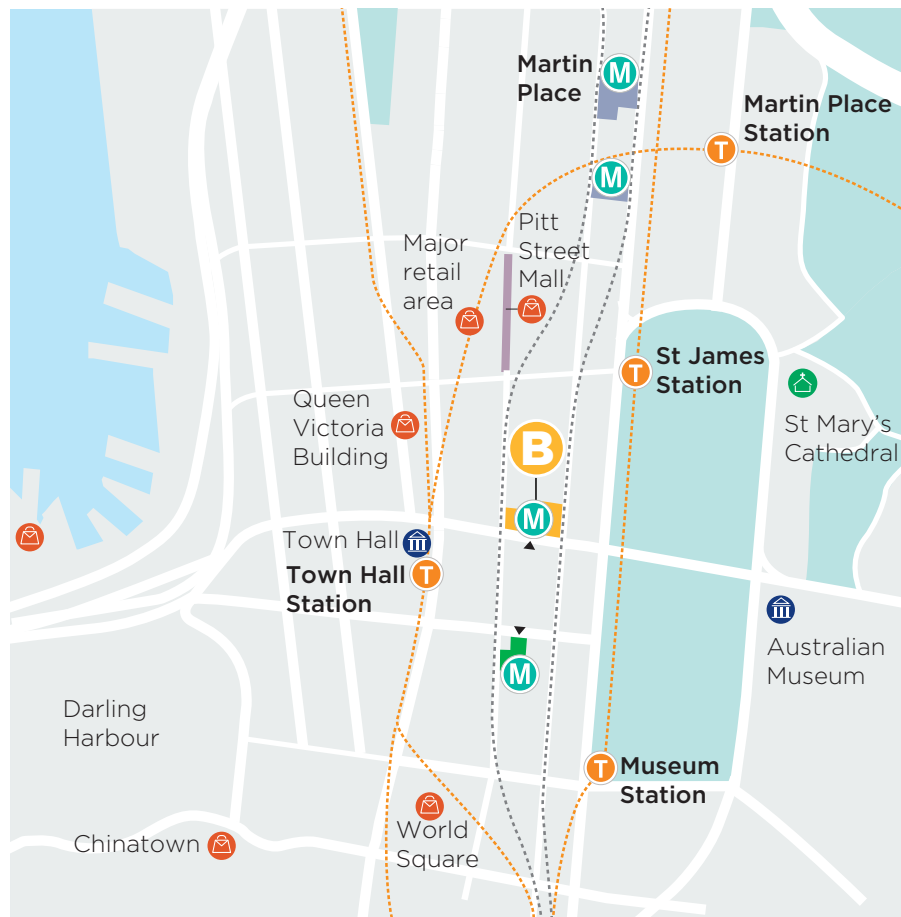 Martin
Place
M
Martin Place
Station
T
M
Major
retail
area
Pitt
Street
Mall
St James
Station
T
Queen
Victoria
Building
B
St Mary's
Cathedral
M
Town Hall
Town Hall
Station
T
M
Australian
Museum
Darling
Harbour
T
Museum
Station
Chinatown
World
Square